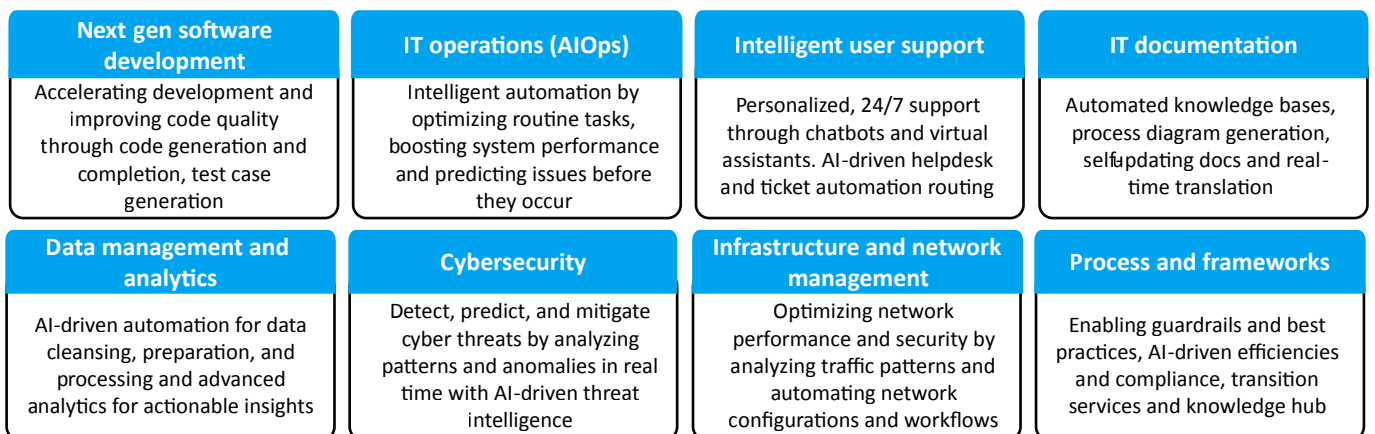 Next gen software
development
Accelerating development and
improving code quality
through code generation and
completion, test case
generation
IT operations (AIOps)
Intelligent automation by
optimizing routine tasks,
boosting system performance
and predicting issues before
they occur
Intelligent user support
Personalized, 24/7 support
through chatbots and virtual
assistants. AI-driven helpdesk
and ticket automation routing
IT documentation
Automated knowledge bases,
process diagram generation,
selfupdating docs and real-
time translation
Data management and
analytics
AI-driven automation for data
cleansing, preparation, and
processing and advanced
analytics for actionable insights
Cybersecurity
Detect, predict, and mitigate
cyber threats by analyzing
patterns and anomalies in real
time with AI-driven threat
intelligence
Infrastructure and network
management
Optimizing network
performance and security by
analyzing traffic patterns and
automating network
configurations and workflows
Process and frameworks
Enabling guardrails and best
practices, AI-driven efficiencies
and compliance, transition
services and knowledge hub